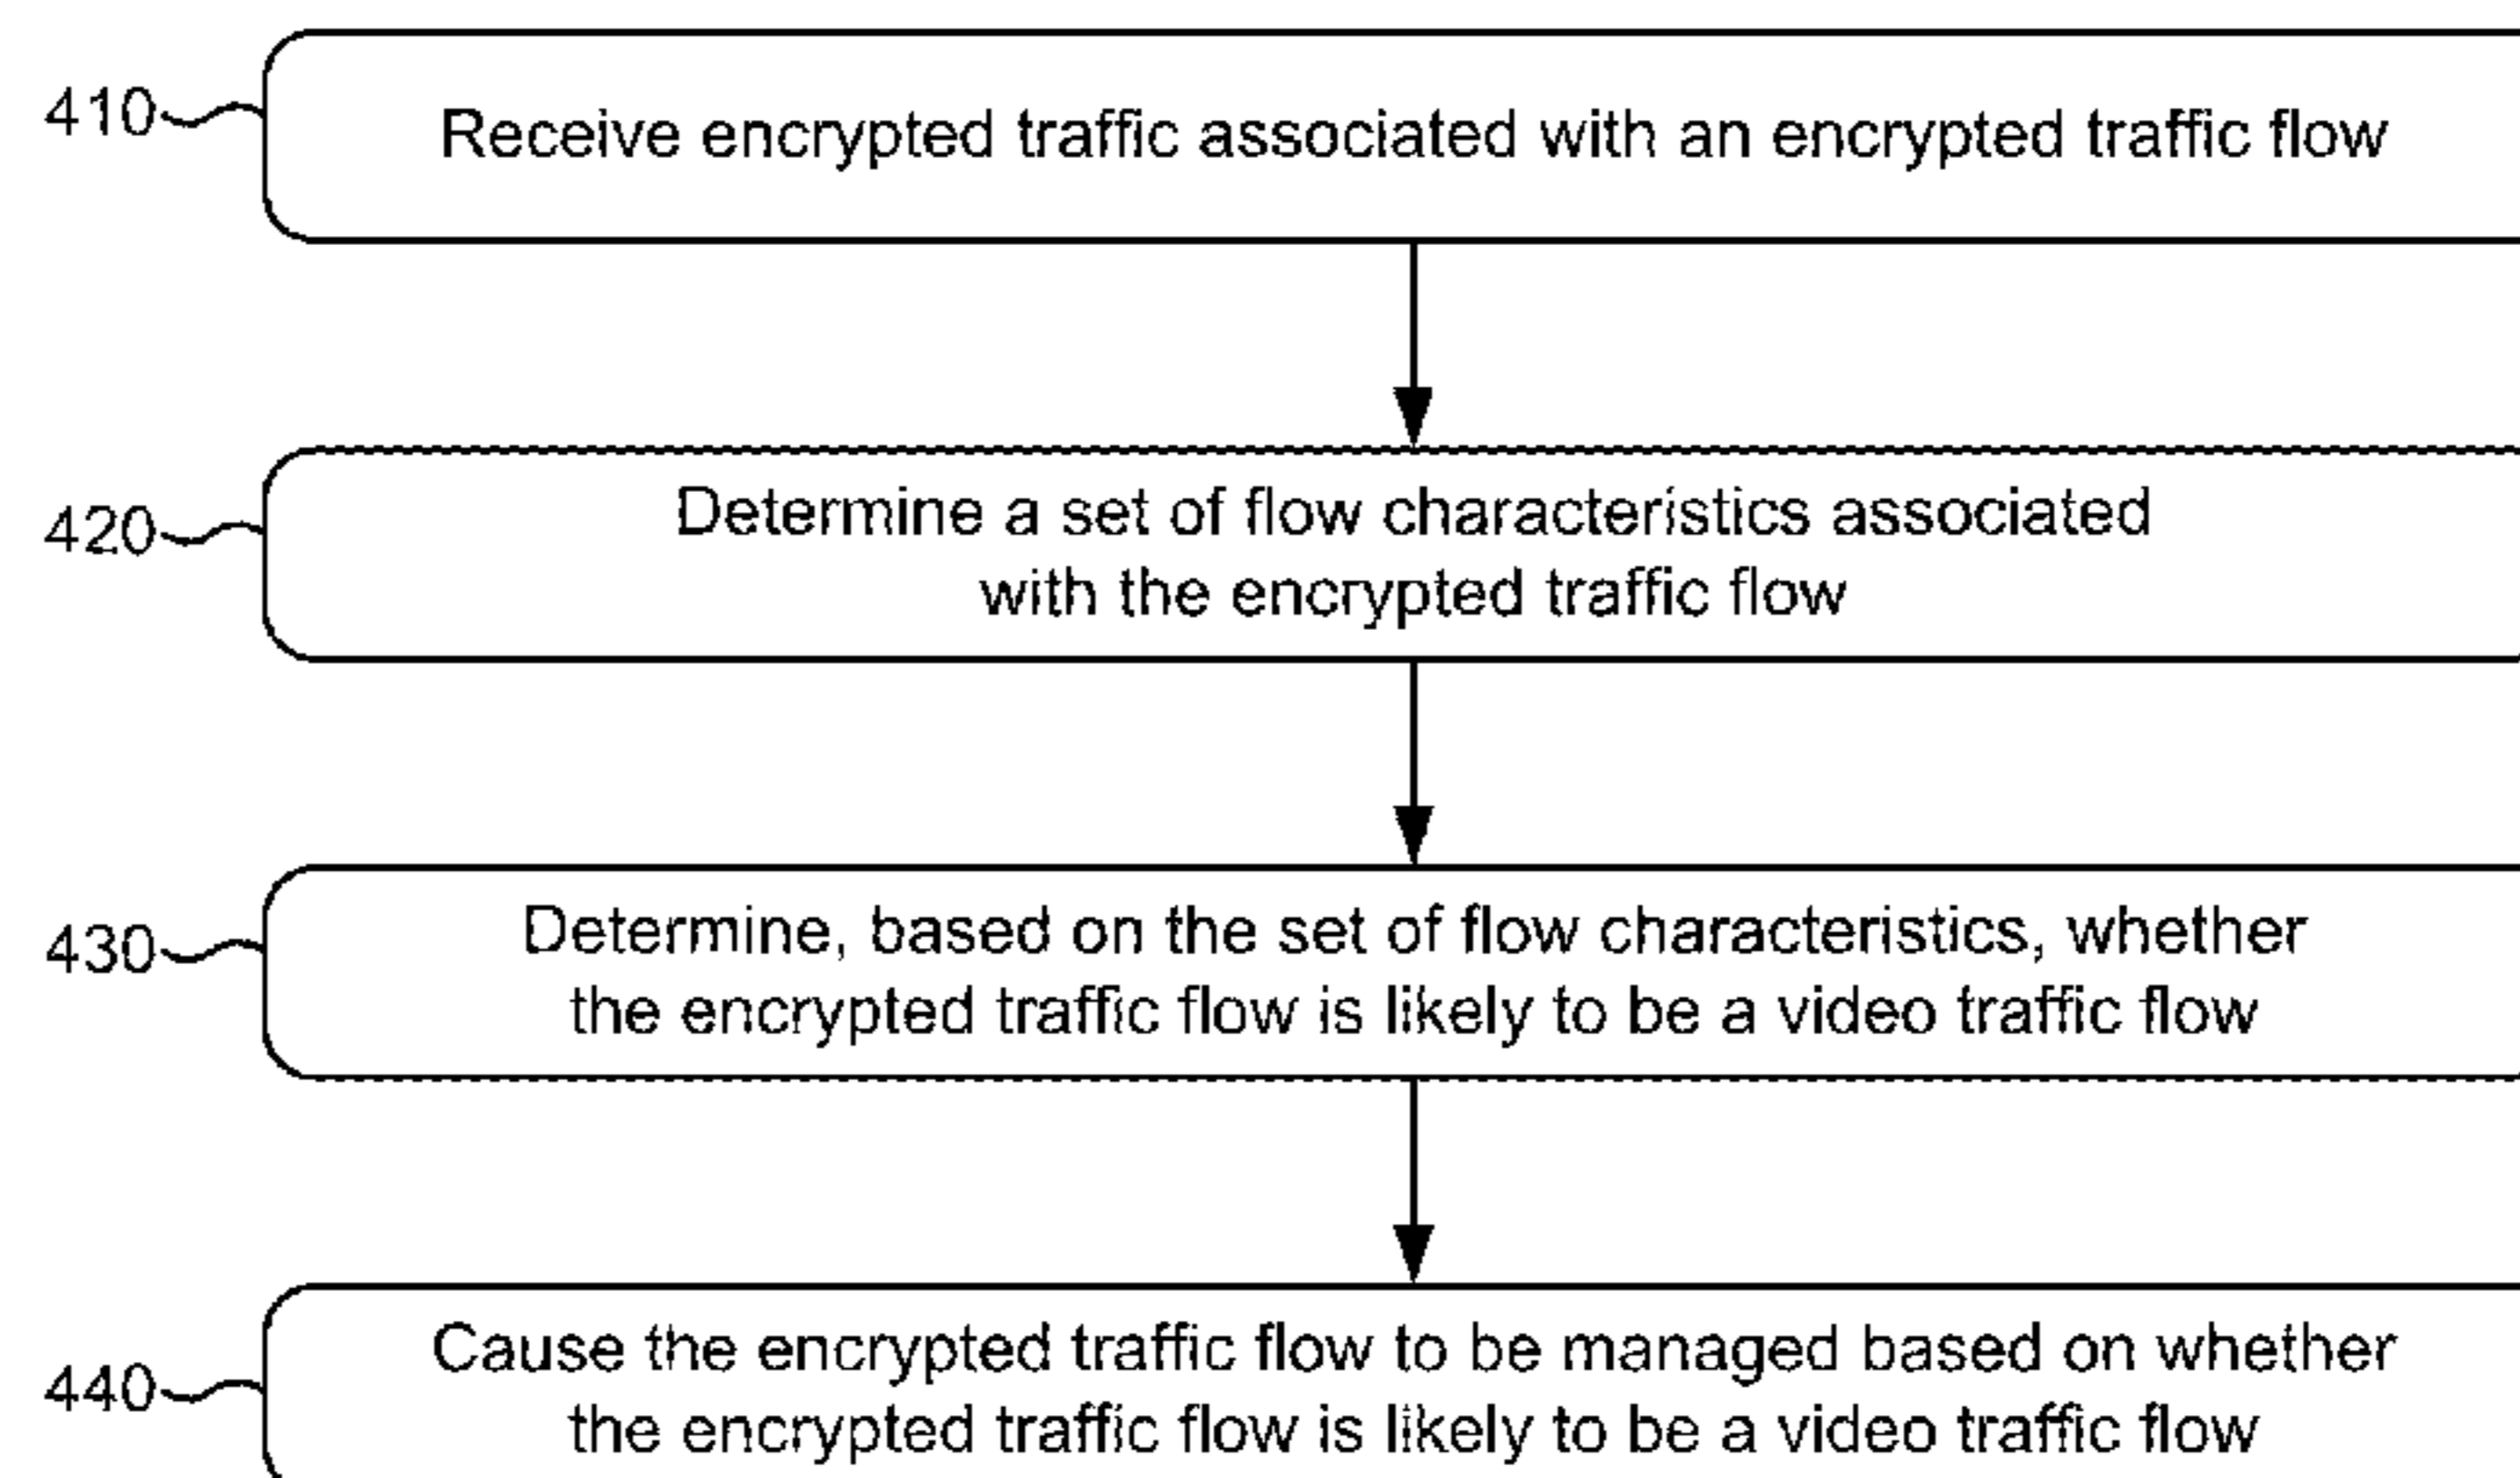 410
Receive encrypted traffic associated with an encrypted traffic flow
420
Determine a set of flow characteristics associated
with the encrypted traffic flow
430
Determine, based on the set of flow characteristics, whether
the encrypted traffic flow is likely to be a video traffic flow
440
Cause the encrypted traffic flow to be managed based on whether
the encrypted traffic flow is likely to be a video traffic flow